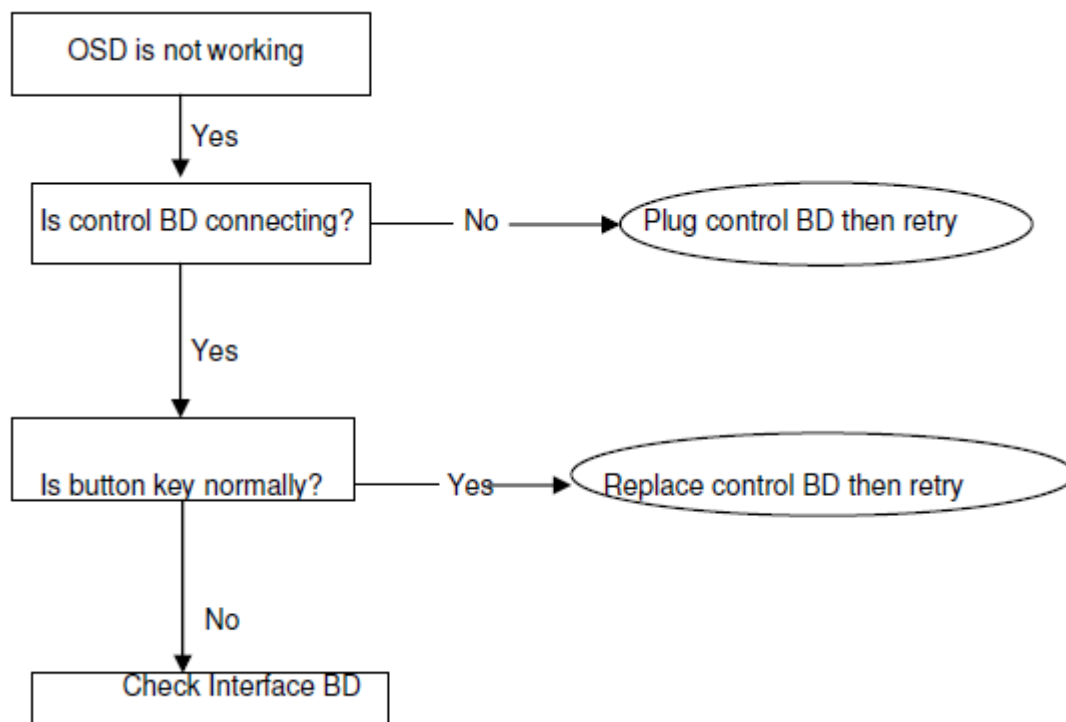 OSD is not working
Yes
Is control BD connecting?
No
Plug control BD then retry
Yes
Is button key normally?
Yes
Replace control BD then retry
No
Check Interface BD